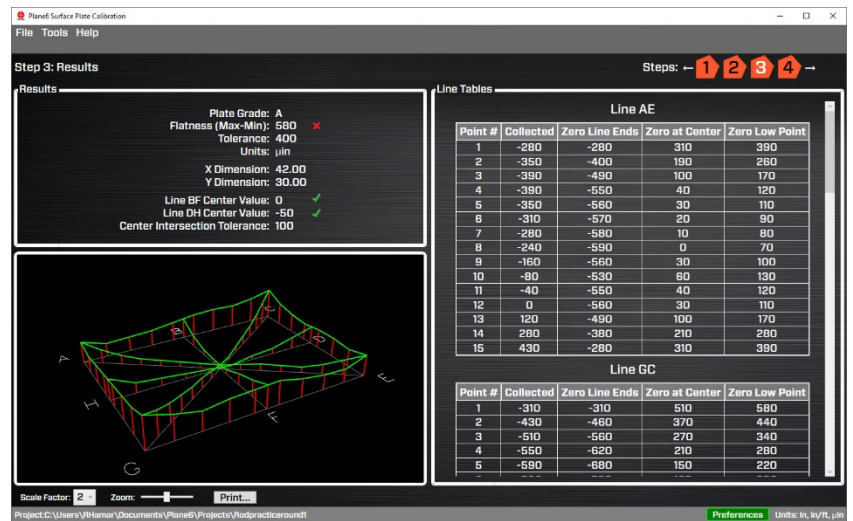 Plane6 Surface Plate Calibration
File Tools Help
Step 3: Results
Steps: ← 1 2 3 4 →
Results
Plate Grade: A
Flatness (Max-Min): 580
Tolerance: 400
Units: µin
X Dimension: 42.00
Y Dimension: 30.00
Line BF Center Value: 0
Line DH Center Value: -50
Center Intersection Tolerance: 100
A
B
C
D
E
F
G
H
Scale Factor: 2
Zoom:
Print...
Line Tables
Line AE
Point # Collected Zero Line Ends Zero at Center Zero Low Point
1 -280 -280 310 390
2 -350 -400 190 260
3 -390 -490 100 170
4 -390 -550 40 120
5 -350 -560 30 110
6 -310 -570 20 90
7 -280 -580 10 80
8 -240 -590 0 70
9 -160 -560 30 100
10 -80 -530 60 130
11 -40 -550 40 120
12 0 -560 30 110
13 120 -490 100 170
14 280 -380 210 280
15 430 -280 310 390
Line GC
Point # Collected Zero Line Ends Zero at Center Zero Low Point
1 -310 -310 510 580
2 -430 -460 370 440
3 -510 -560 270 340
4 -550 -620 210 280
5 -590 -680 150 220
Project:C:\Users\RHamar\Documents\Plane6\Projects\Rodpracticearound1
Preferences
Units: In, In/ft, µin